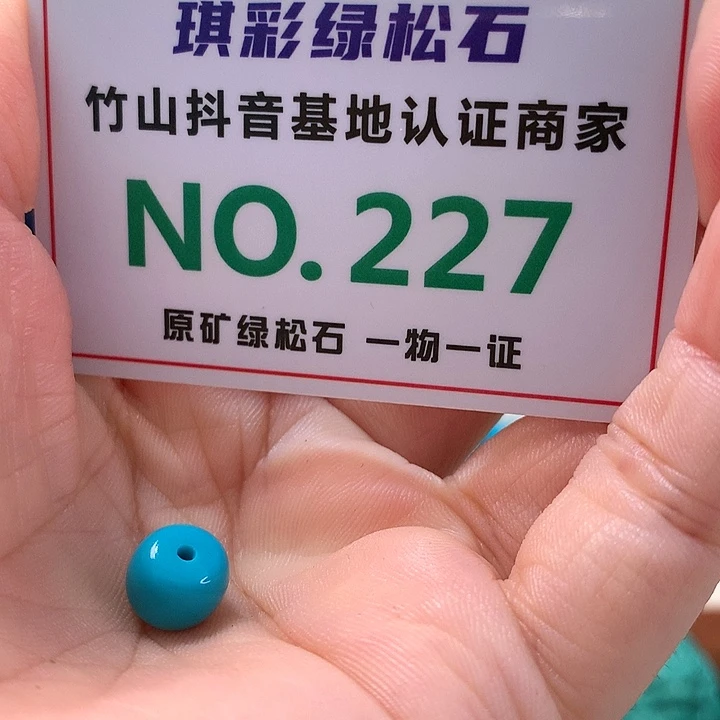 琪彩绿松石
竹山抖音基地认证商家
NO.227
原矿绿松石 一物一证